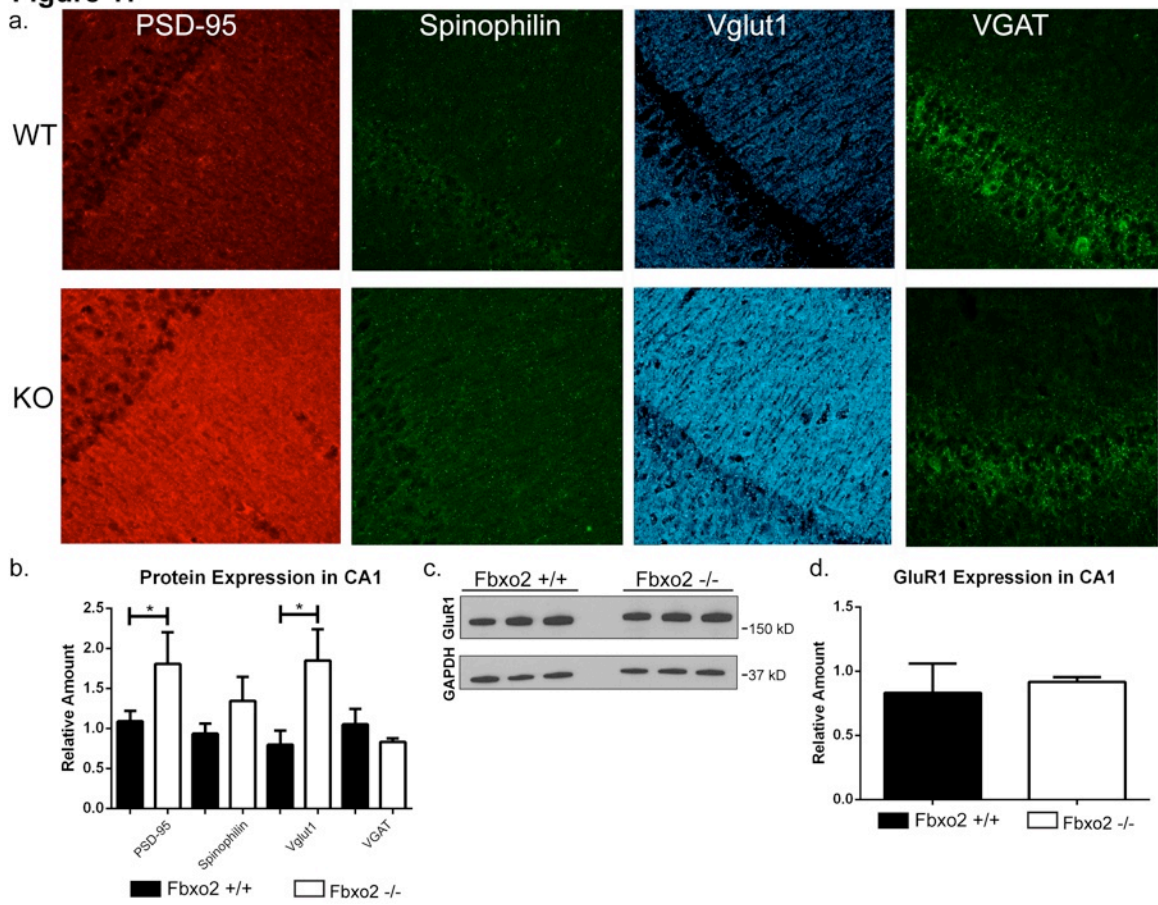 a.
PSD-95 Spinophilin Vglut1 VGAT
WT
KO
b.
Protein Expression in CA1
Relative Amount
2.5
2.0
1.5
1.0
0.5
0.0
* *
PSD-95 Spinophilin Vglut1 VGAT
Fbxo2 +/+ Fbxo2 -/-
c.
Fbxo2 +/+ Fbxo2 -/-
GluR1
-150 kD
GAPDH
-37 kD
d.
GluR1 Expression in CA1
Relative Amount
1.5
1.0
0.5
0.0
Fbxo2 +/+ Fbxo2 -/-